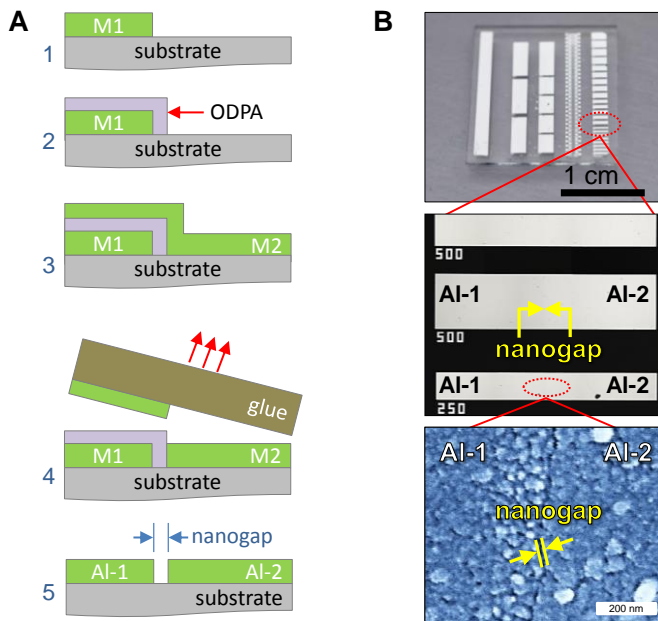 A
M1
substrate
1
M1
ODPA
substrate
2
M1
M2
substrate
3
glue
M1
M2
substrate
4
nanogap
Al-1
Al-2
substrate
5
B
1 cm
500
Al-1
Al-2
nanogap
500
Al-1
Al-2
250
Al-1
Al-2
nanogap
200 nm